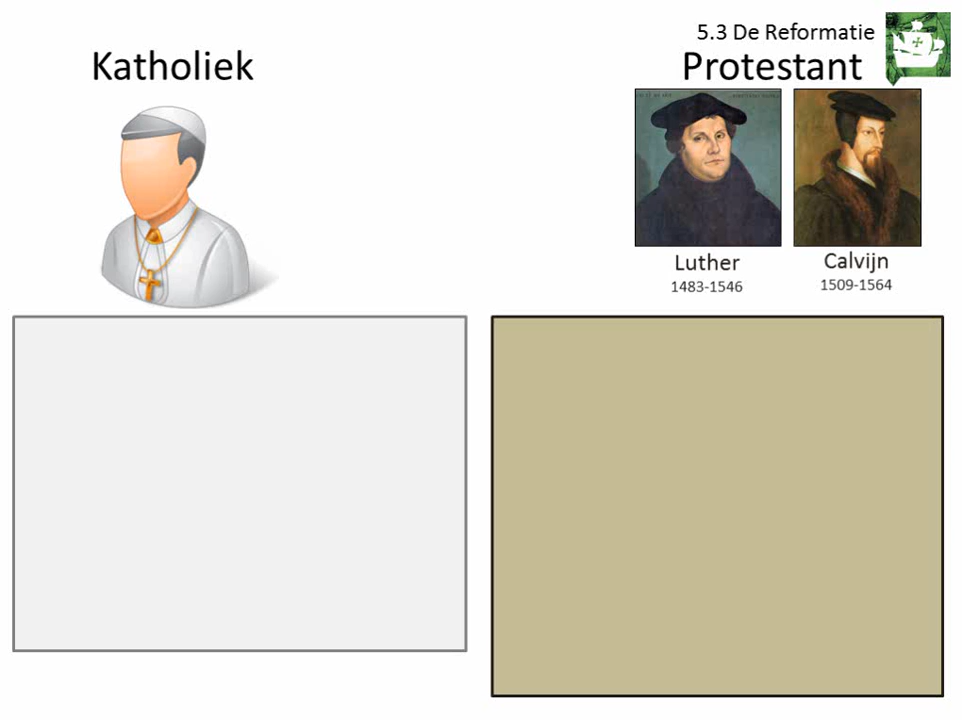 5.3 De Reformatie
Katholiek
Protestant
Luther
1483-1546
Calvijn
1509-1564